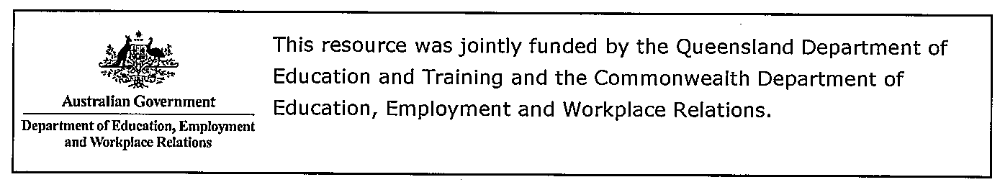 Australian Government
Department of Education, Employment
and Workplace Relations
This resource was jointly funded by the Queensland Department of
Education and Training and the Commonwealth Department of
Education, Employment and Workplace Relations.